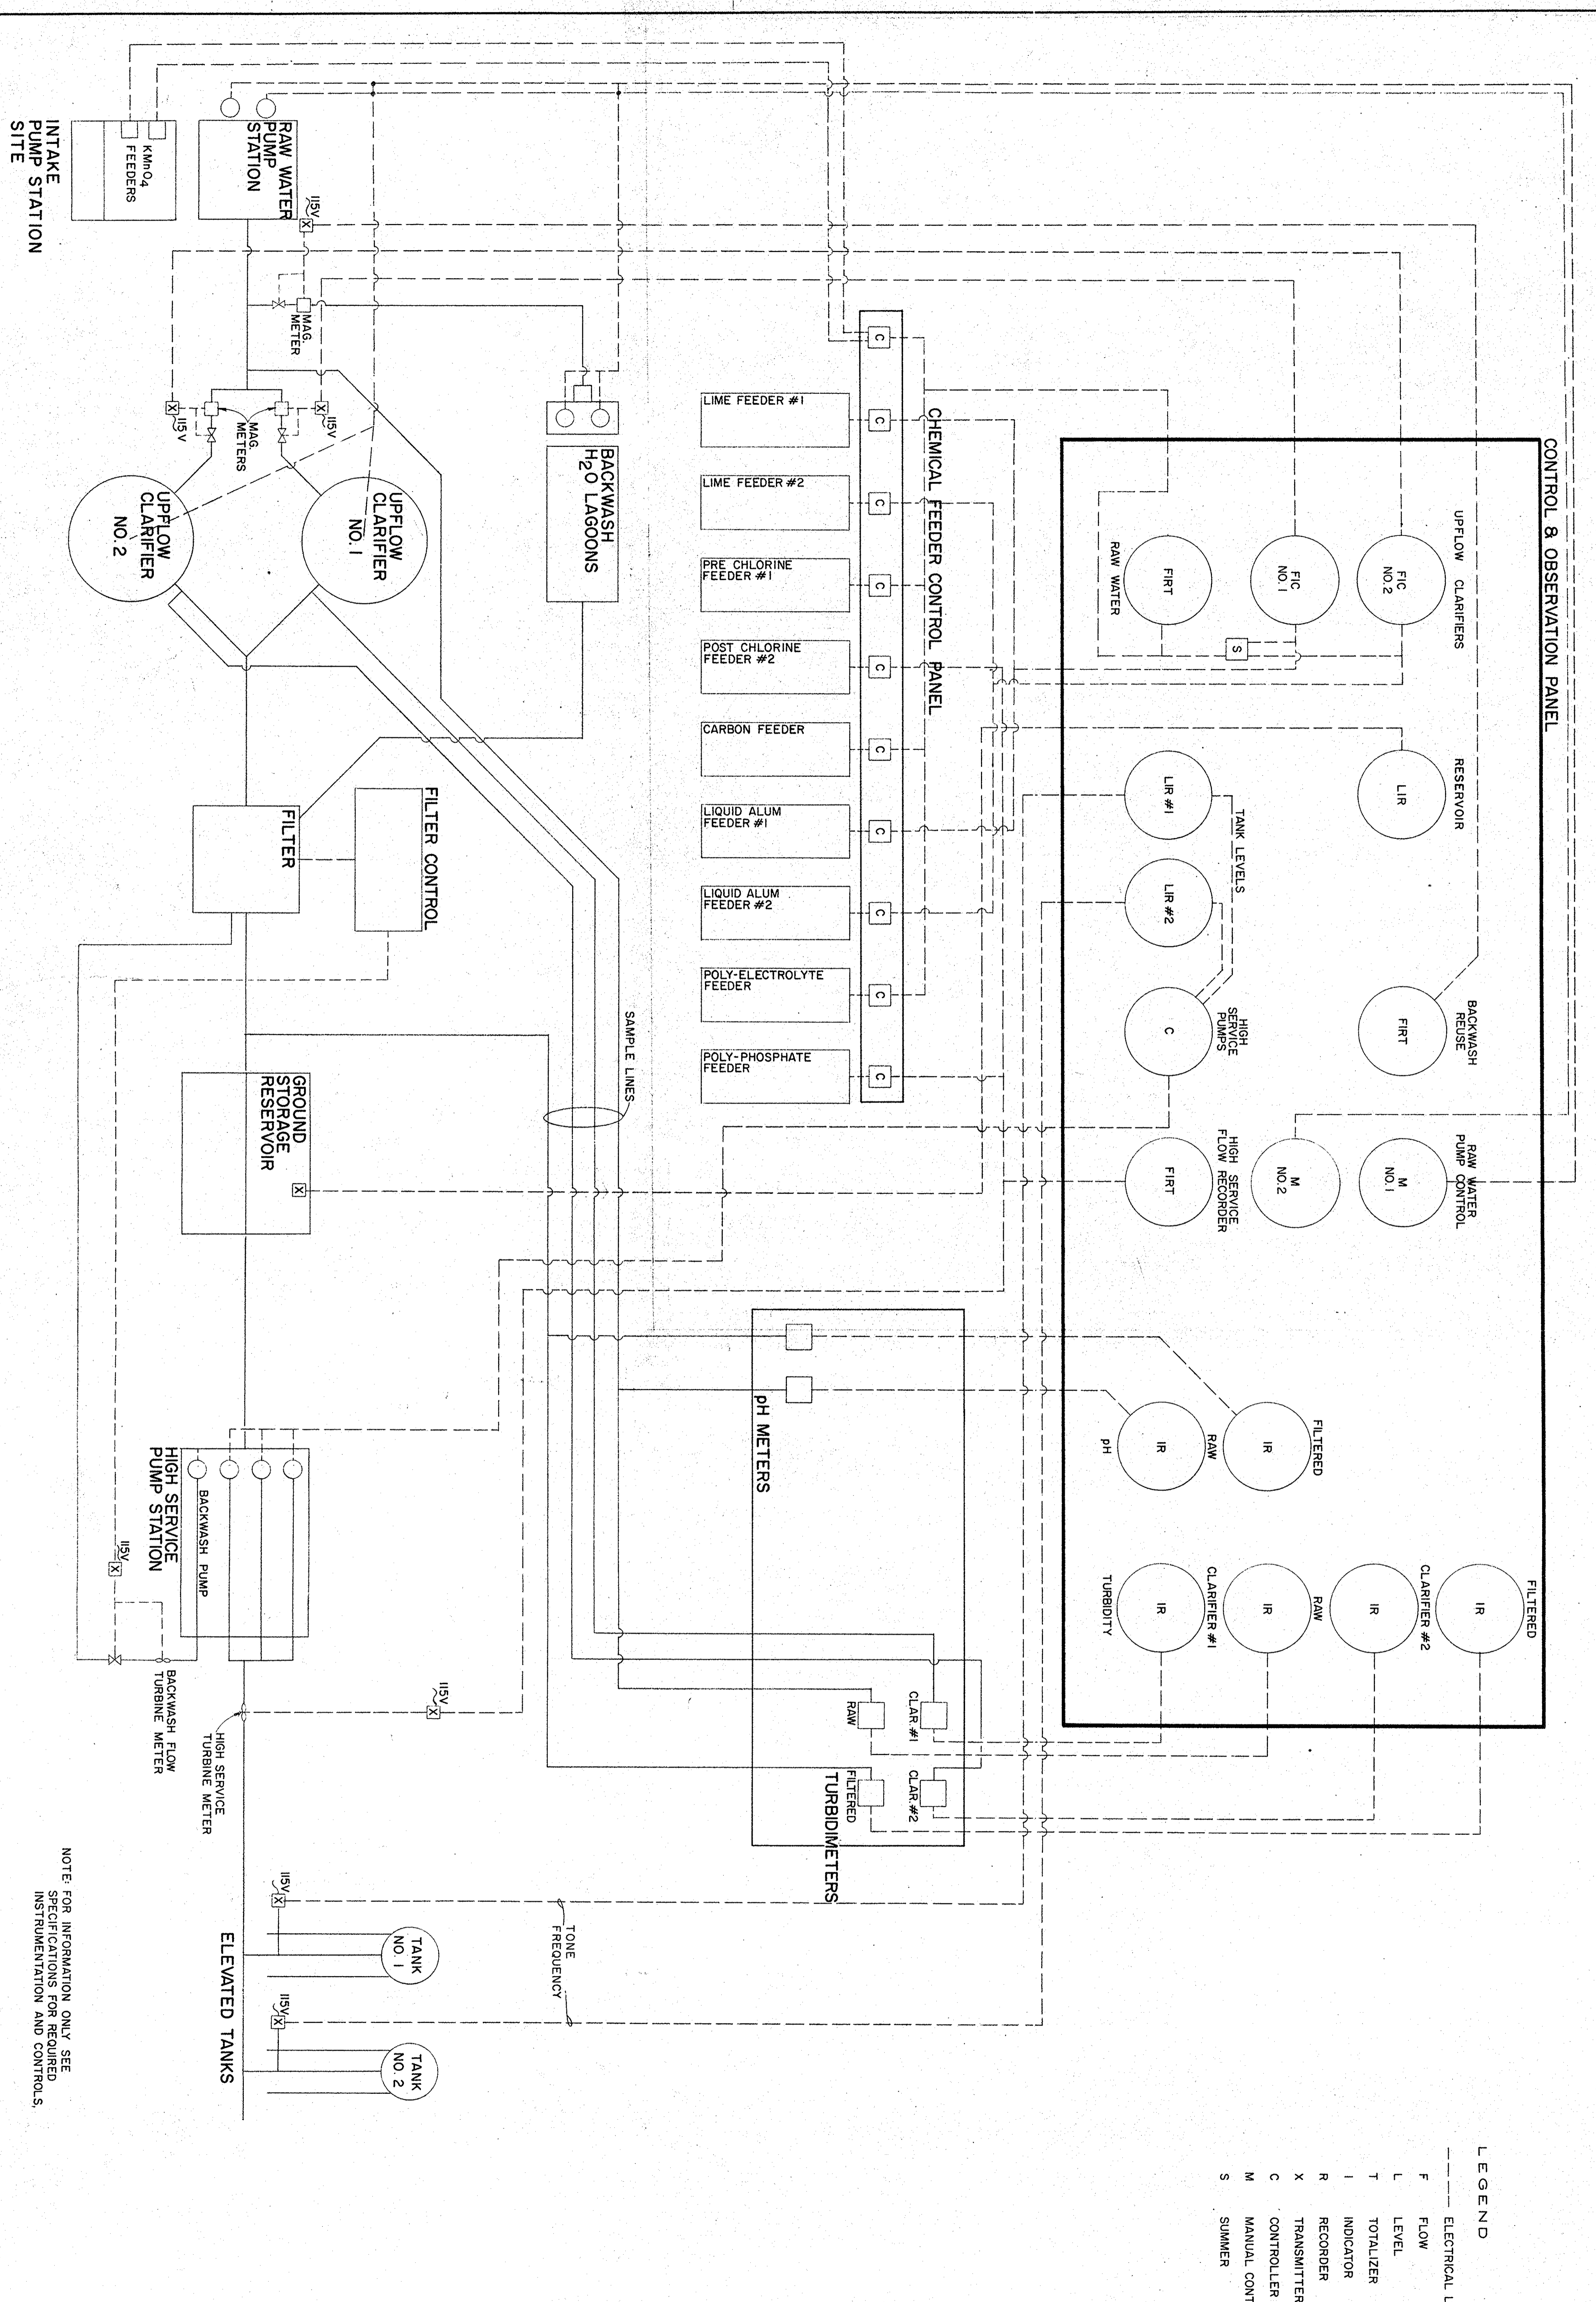 CONTROL & OBSERVATION PANEL
UPFLOW CLARIFIERS
FIC
NO. 2
FIC
NO. 1
FIRT
RAW WATER
S
RESERVOIR
LIR
LIR #1
TANK LEVELS
LIR #2
BACKWASH
REUSE
FIRT
HIGH
SERVICE
PUMPS
C
RAW WATER
PUMP CONTROL
M
NO. 1
M
NO. 2
HIGH SERVICE
FLOW RECORDER
FIRT
FILTERED
IR
RAW
IR
pH
FILTERED
IR
CLARIFIER #2
IR
RAW
IR
CLARIFIER #1
IR
TURBIDITY
CHEMICAL FEEDER CONTROL PANEL
C
C
C
C
C
C
C
C
C
C
LIME FEEDER #1
LIME FEEDER #2
PRE CHLORINE
FEEDER #1
POST CHLORINE
FEEDER #2
CARBON FEEDER
LIQUID ALUM
FEEDER #1
LIQUID ALUM
FEEDER #2
POLY-ELECTROLYTE
FEEDER
POLY-PHOSPHATE
FEEDER
pH METERS
CLAR. #1
RAW
CLAR. #2
FILTERED
TURBIDIMETERS
SAMPLE LINES
BACKWASH
H2O LAGOONS
INTAKE
PUMP STATION
SITE
KMnO4
FEEDERS
RAW WATER
PUMP
STATION
115V
X
MAG.
METER
X
115V
X
115V
MAG.
METERS
UPFLOW
CLARIFIER
NO. 1
UPFLOW
CLARIFIER
NO. 2
FILTER CONTROL
FILTER
GROUND
STORAGE
RESERVOIR
X
HIGH SERVICE
PUMP STATION
BACKWASH PUMP
115V
X
BACKWASH FLOW
TURBINE METER
115V
X
HIGH SERVICE
TURBINE METER
115V
X
TANK
NO. 1
TONE
FREQUENCY
115V
X
TANK
NO. 2
ELEVATED TANKS
NOTE: FOR INFORMATION ONLY SEE
SPECIFICATIONS FOR REQUIRED
INSTRUMENTATION AND CONTROLS,
LEGEND
ELECTRICAL L
F FLOW
L LEVEL
T TOTALIZER
I INDICATOR
R RECORDER
X TRANSMITTER
C CONTROLLER
M MANUAL CONT
S SUMMER